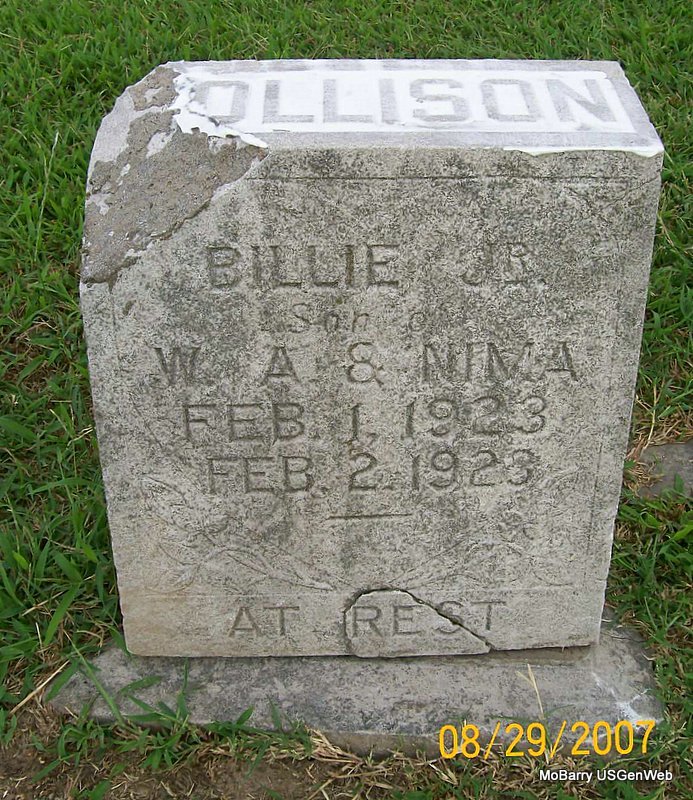 OLLISON
BILLIE JR.
Son of
W. A. & NIMA
FEB. 1, 1923
FEB. 2, 1923
AT REST
08/29/2007
MoBarry USGenWeb